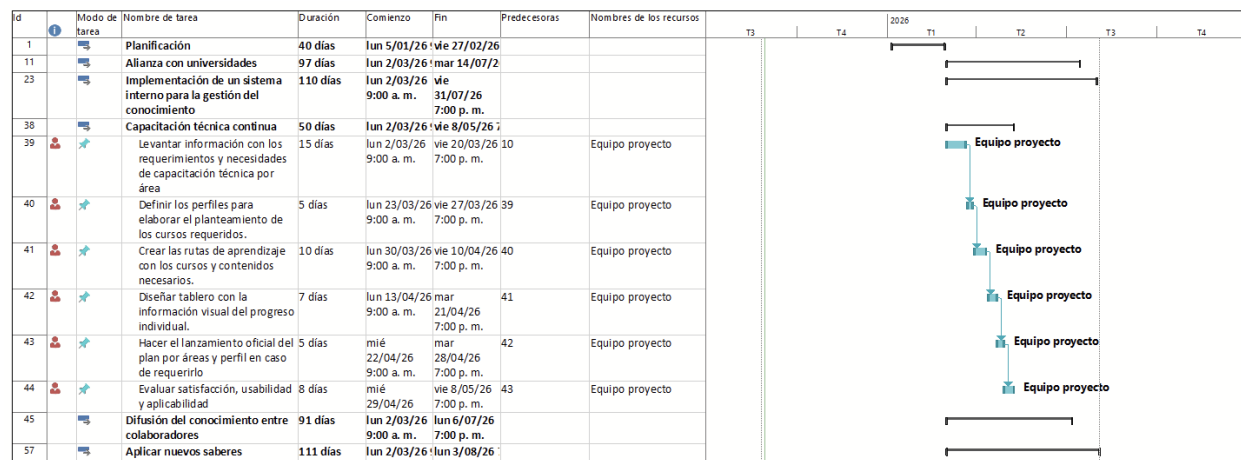 Id Modo de tarea Nombre de tarea Duración Comienzo Fin Predecesoras Nombres de los recursos
2026
T3 T4 T1 T2 T3 T4
1 Planificación 40 días lun 5/01/26 vie 27/02/26
11 Alianza con universidades 97 días lun 2/03/26 mar 14/07/2
23 Implementación de un sistema 110 días lun 2/03/26 vie
interno para la gestión del 9:00 a. m. 31/07/26
conocimiento 7:00 p. m.
38 Capacitación técnica continua 50 días lun 2/03/26 vie 8/05/26
39 Levantar información con los 15 días lun 2/03/26 vie 20/03/26 10 Equipo proyecto Equipo proyecto
requerimientos y necesidades 9:00 a. m. 7:00 p. m.
de capacitación técnica por
área
40 Definir los perfiles para 5 días lun 23/03/26 vie 27/03/26 39 Equipo proyecto Equipo proyecto
elaborar el planteamiento de 9:00 a. m. 7:00 p. m.
los cursos requeridos.
41 Crear las rutas de aprendizaje 10 días lun 30/03/26 vie 10/04/26 40 Equipo proyecto Equipo proyecto
con los cursos y contenidos 9:00 a. m. 7:00 p. m.
necesarios.
42 Diseñar tablero con la 7 días lun 13/04/26 mar 41 Equipo proyecto Equipo proyecto
información visual del progreso 9:00 a. m. 21/04/26
individual. 7:00 p. m.
43 Hacer el lanzamiento oficial del 5 días mié mar 42 Equipo proyecto Equipo proyecto
plan por áreas y perfil en caso 22/04/26 28/04/26
de requerirlo 9:00 a. m. 7:00 p. m.
44 Evaluar satisfacción, usabilidad 8 días mié vie 8/05/26 43 Equipo proyecto Equipo proyecto
y aplicabilidad 29/04/26 7:00 p. m.
45 Difusión del conocimiento entre 91 días lun 2/03/26 lun 6/07/26
colaboradores 9:00 a. m. 7:00 p. m.
57 Aplicar nuevos saberes 111 días lun 2/03/26 lun 3/08/26